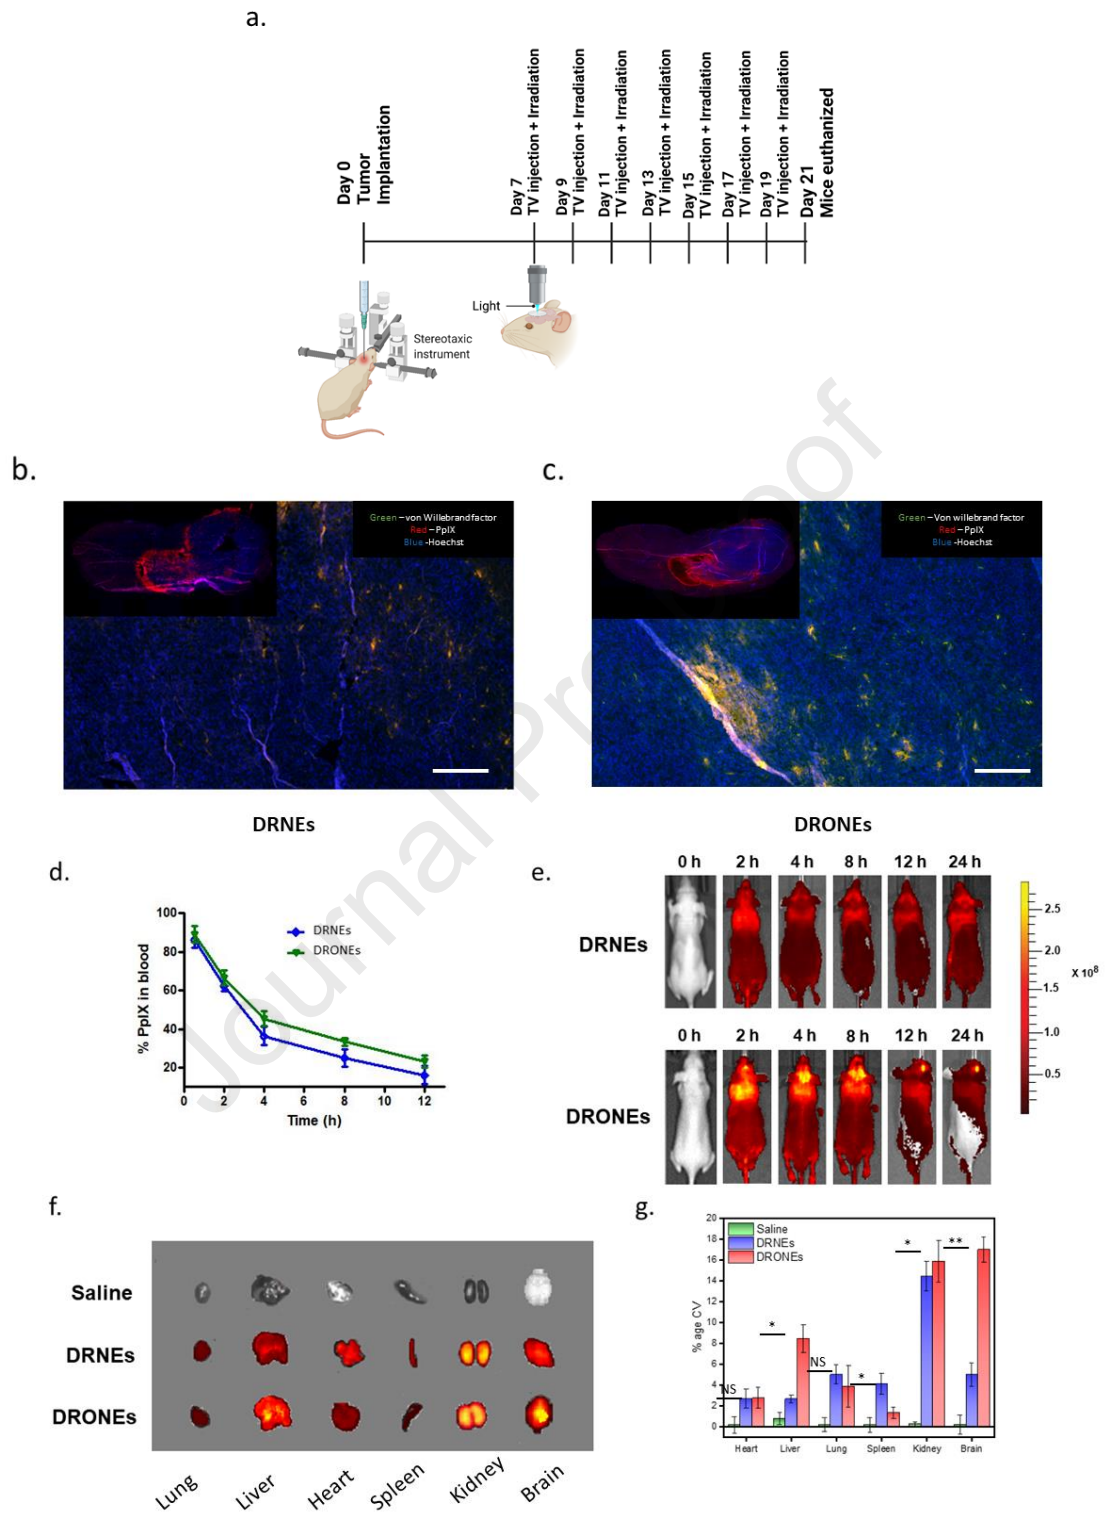 a.
Day 0
Tumor
Implantation
Day 7
TV injection + Irradiation
Day 9
TV injection + Irradiation
Day 11
TV injection + Irradiation
Day 13
TV injection + Irradiation
Day 15
TV injection + Irradiation
Day 17
TV injection + Irradiation
Day 19
TV injection + Irradiation
Day 21
Mice euthanized
Light
Stereotaxic
instrument
b.
c.
Green – von Willebrand factor
Red – PpIX
Blue -Hoechst
Green – Von willebrand factor
Red – PpIX
Blue -Hoechst
DRNEs
DRONEs
Journal Pre-proof
d.
% PpIX in blood
100
80
60
40
20
0 2 4 6 8 10 12
Time (h)
DRNEs
DRONEs
e.
0 h 2 h 4 h 8 h 12 h 24 h
DRNEs
0 h 2 h 4 h 8 h 12 h 24 h
DRONEs
2.5
2.0
1.5
1.0
0.5
X 10⁸
f.
Saline
DRNEs
DRONEs
Lung Liver Heart Spleen Kidney Brain
g.
% age CV
20
18
16
14
12
10
8
6
4
2
0
Saline
DRNEs
DRONEs
NS * NS * * **
Heart Liver Lung Spleen Kidney Brain